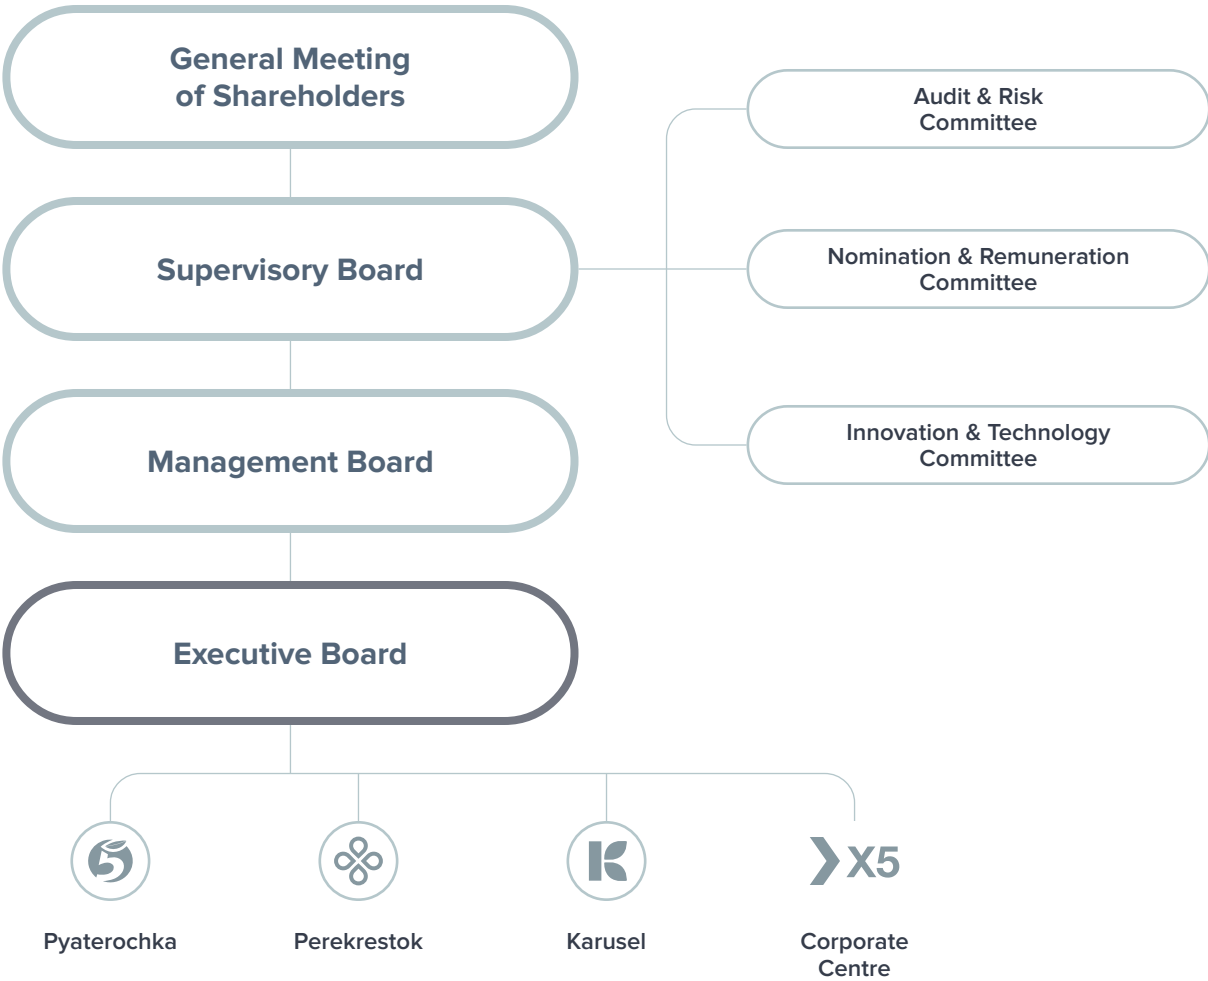 General Meeting
of Shareholders
Audit & Risk
Committee
Supervisory Board
Nomination & Remuneration
Committee
Management Board
Innovation & Technology
Committee
Executive Board
5
X5
Pyaterochka
Perekrestok
Karusel
Corporate
Centre